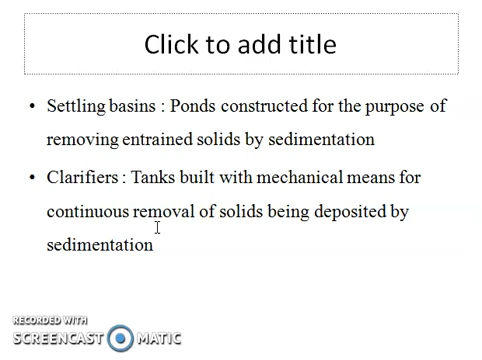 Click to add title
• Settling basins : Ponds constructed for the purpose of
removing entrained solids by sedimentation
• Clarifiers : Tanks built with mechanical means for
continuous removal of solids being deposited by
sedimentation
RECORDED WITH
SCREENCAST MATIC